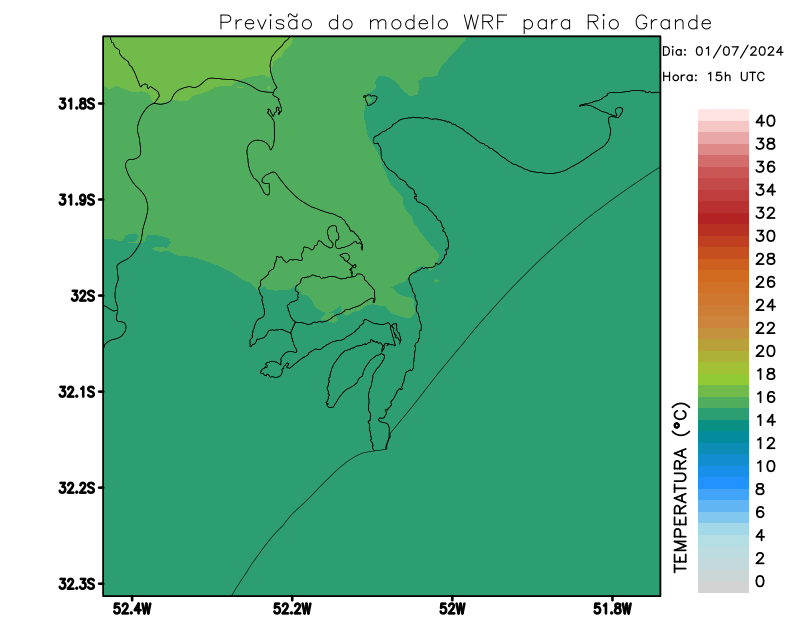 Previsão do modelo WRF para Rio Grande
Dia: 01/07/2024
Hora: 15h UTC
31.8S
31.9S
32S
32.1S
32.2S
32.3S
52.4W
52.2W
52W
51.8W
TEMPERATURA (°C)
40
38
36
34
32
30
28
26
24
22
20
18
16
14
12
10
8
6
4
2
0